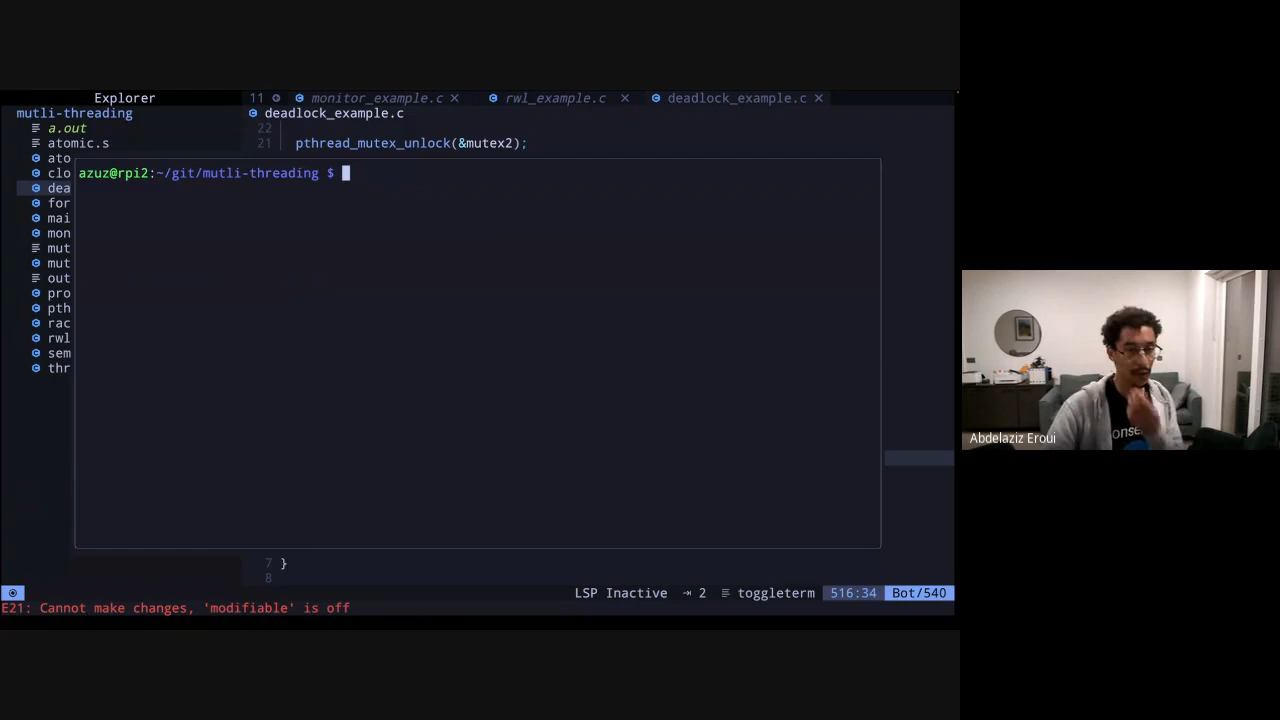 Explorer
11 monitor_example.c rwl_example.c deadlock_example.c
mutli-threading
deadlock_example.c
a.out
22
atomic.s
21 pthread_mutex_unlock(&mutex2);
ato
clo
azuz@rpi2:~/git/mutli-threading $
dea
for
mai
mon
mut
mut
out
pro
pth
rac
rwl
sem
thr
Abdelaziz Eroui
7 }
8
LSP Inactive ⇥ 2 toggleterm 516:34 Bot/540
E21: Cannot make changes, 'modifiable' is off